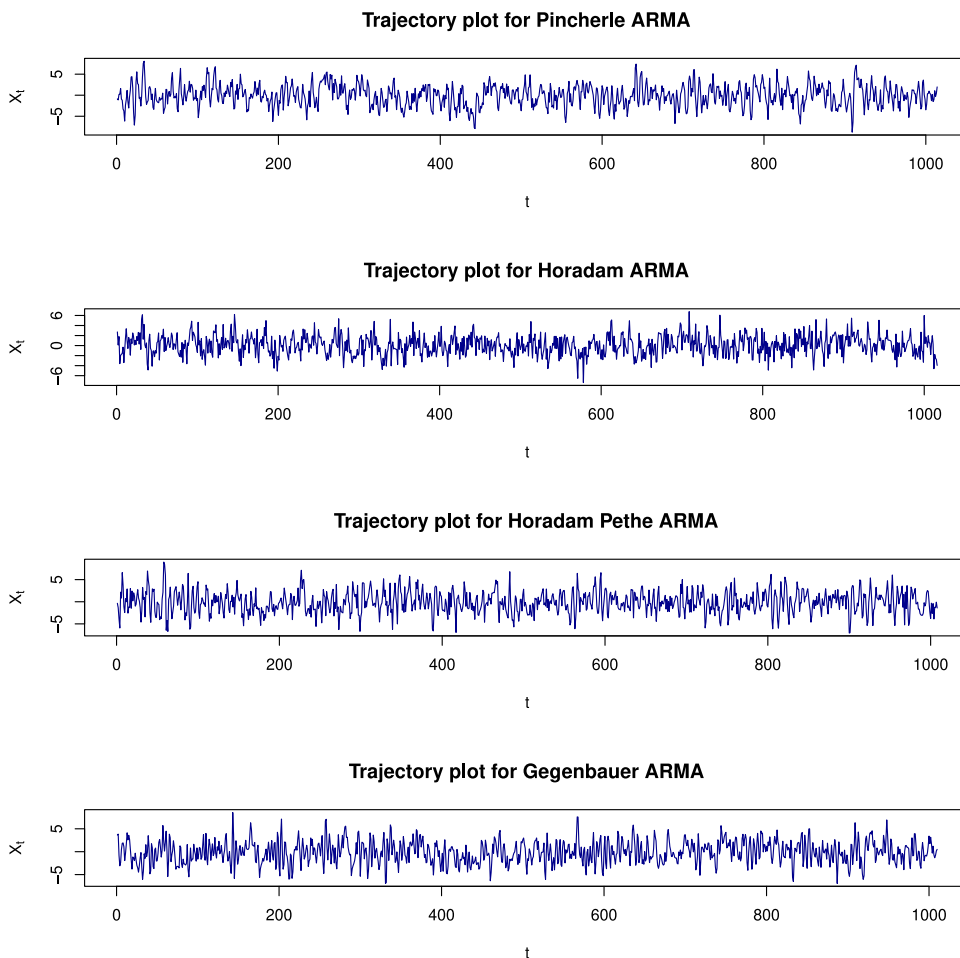 Trajectory plot for Pincherle ARMA
5
−5
X_t
0 200 400 600 800 1000
t
Trajectory plot for Horadam ARMA
6
0
−6
X_t
0 200 400 600 800 1000
t
Trajectory plot for Horadam Pethe ARMA
5
−5
X_t
0 200 400 600 800 1000
t
Trajectory plot for Gegenbauer ARMA
5
−5
X_t
0 200 400 600 800 1000
t